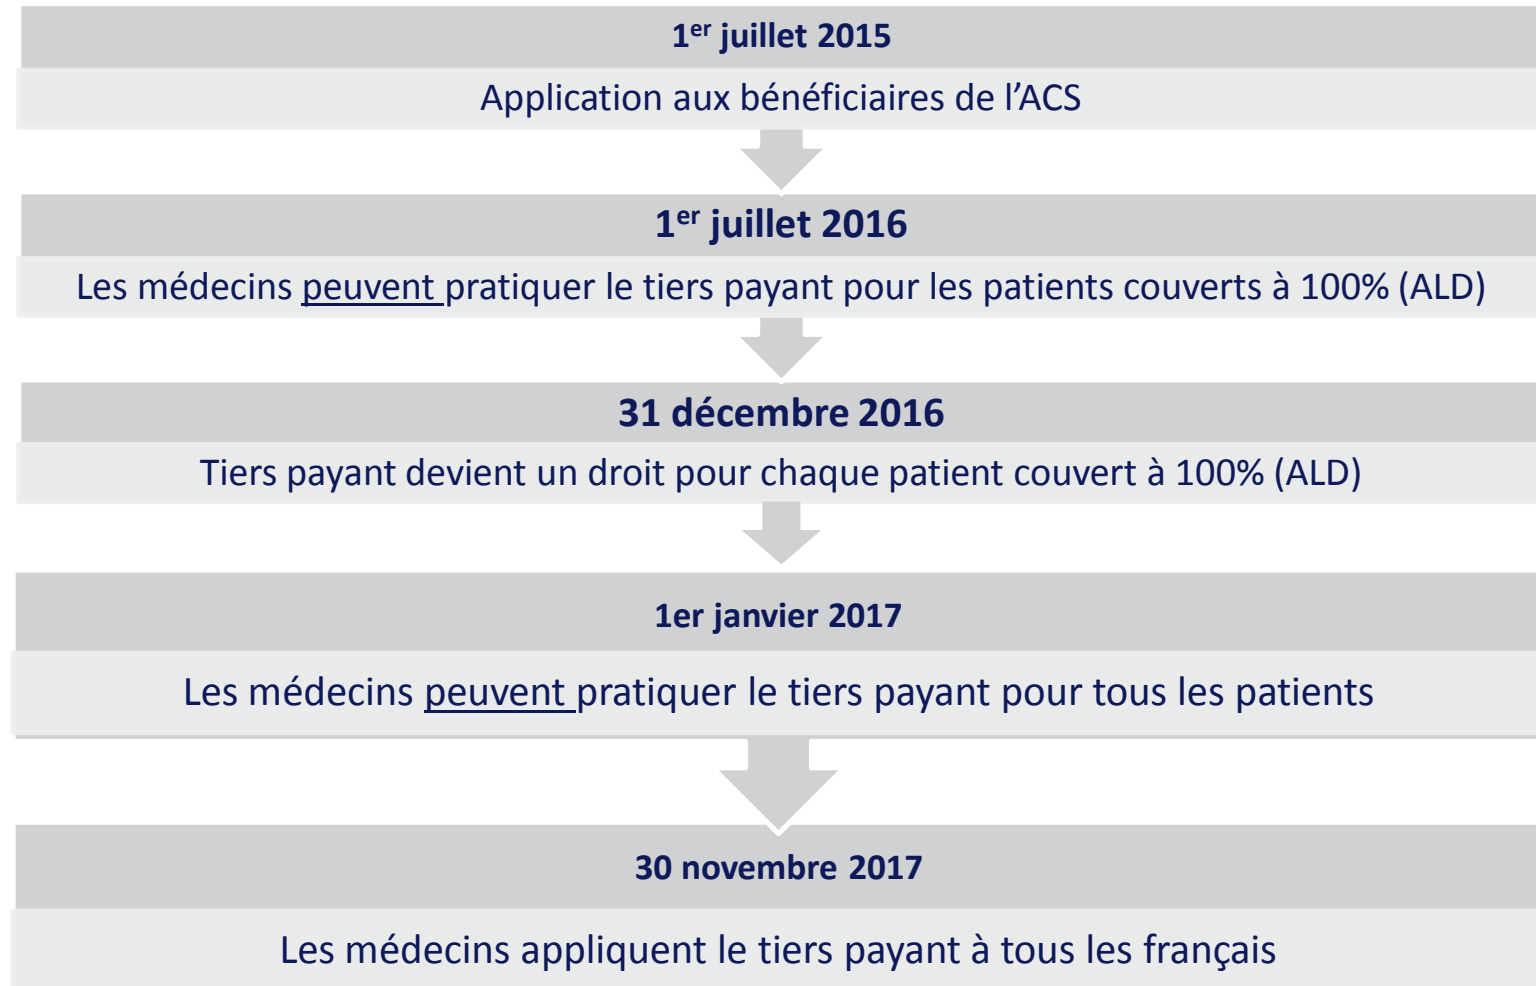 1er juillet 2015
Application aux bénéficiaires de l’ACS
1er juillet 2016
Les médecins peuvent pratiquer le tiers payant pour les patients couverts à 100% (ALD)
31 décembre 2016
Tiers payant devient un droit pour chaque patient couvert à 100% (ALD)
1er janvier 2017
Les médecins peuvent pratiquer le tiers payant pour tous les patients
30 novembre 2017
Les médecins appliquent le tiers payant à tous les français